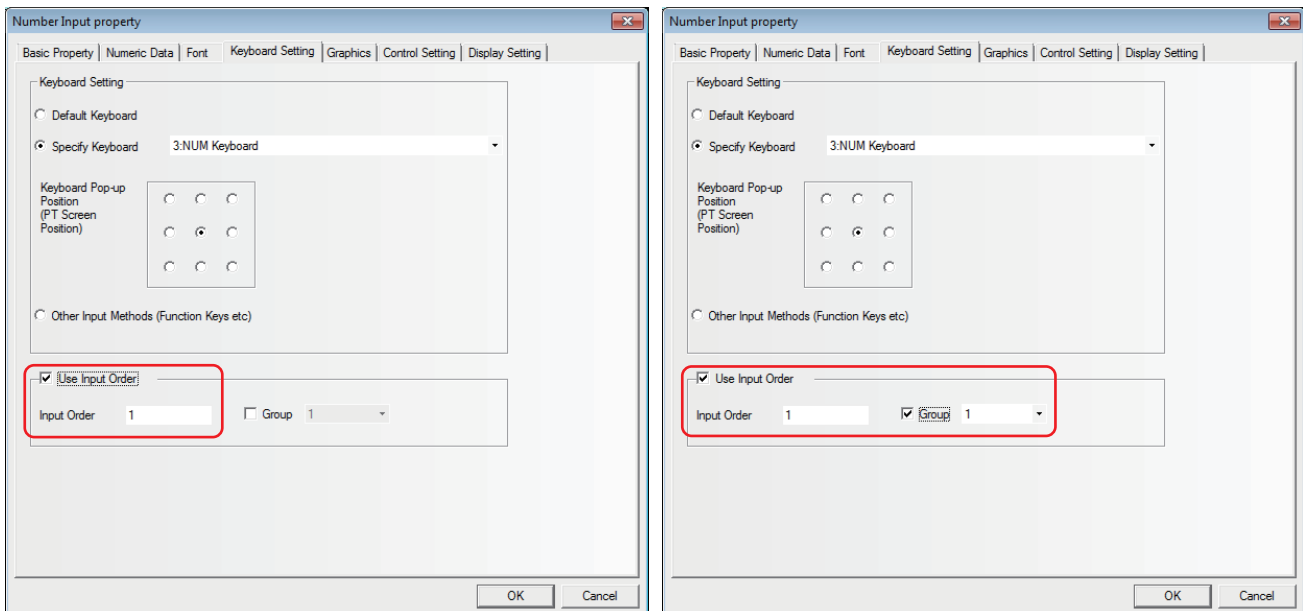 Number Input property
Basic Property Numeric Data Font Keyboard Setting Graphics Control Setting Display Setting
Keyboard Setting
Default Keyboard
Specify Keyboard 3:NUM Keyboard
Keyboard Pop-up
Position
(PT Screen
Position)
Other Input Methods (Function Keys etc)
Use Input Order
Input Order 1 Group 1
OK Cancel
Number Input property
Basic Property Numeric Data Font Keyboard Setting Graphics Control Setting Display Setting
Keyboard Setting
Default Keyboard
Specify Keyboard 3:NUM Keyboard
Keyboard Pop-up
Position
(PT Screen
Position)
Other Input Methods (Function Keys etc)
Use Input Order
Input Order 1 Group 1
OK Cancel